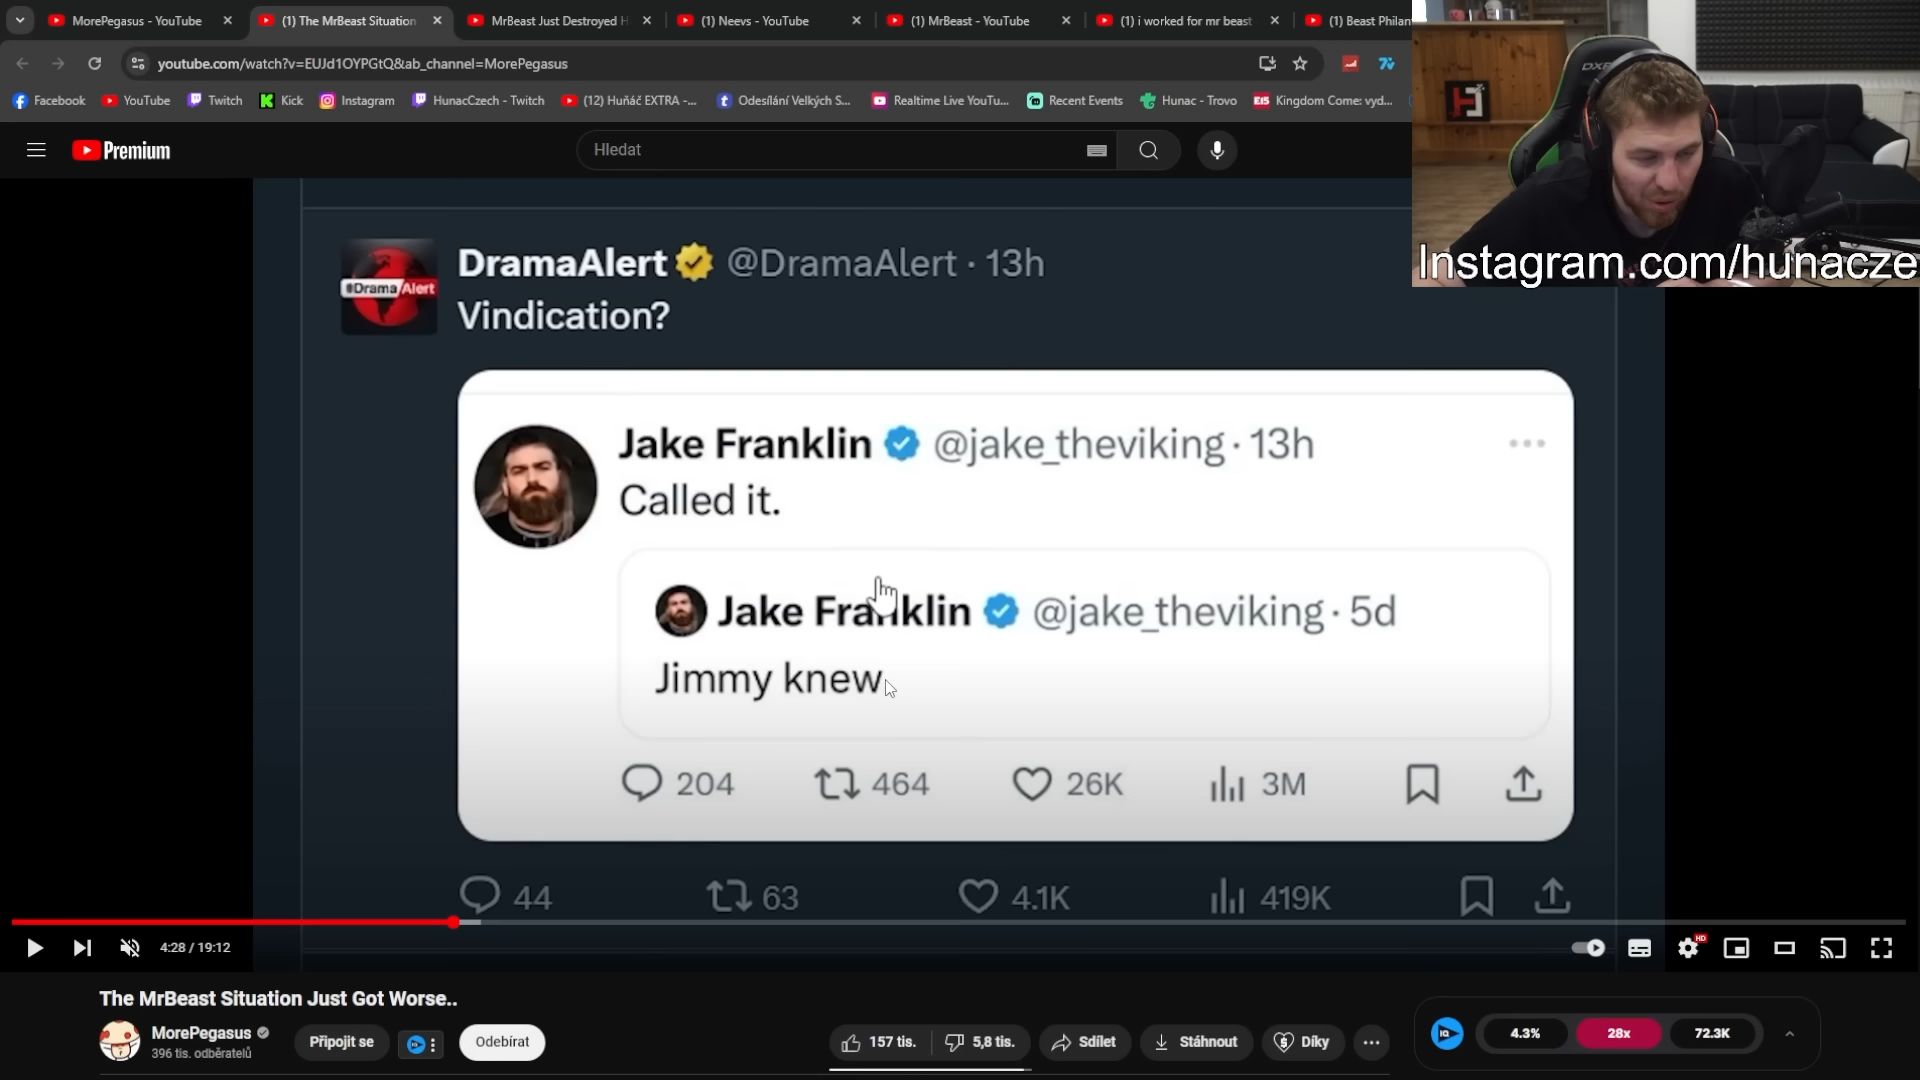 MorePegasus - YouTube
(1) The MrBeast Situation
MrBeast Just Destroyed H
(1) Neevs - YouTube
(1) MrBeast - YouTube
(1) i worked for mr beast
(1) Beast Philan
youtube.com/watch?v=EUJd1OYPGtQ&ab_channel=MorePegasus
Facebook
YouTube
Twitch
Kick
Instagram
HunacCzech - Twitch
(12) Huňáč EXTRA -...
Odesílání Velkých S...
Realtime Live YouTu...
Recent Events
Hunac - Trovo
Kingdom Come: vyd...
Premium
Hledat
Instagram.com/hunacze
#Drama Alert
DramaAlert @DramaAlert · 13h
Vindication?
Jake Franklin @jake_theviking · 13h
Called it.
Jake Franklin @jake_theviking · 5d
Jimmy knew.
204 464 26K 3M
44 63 4.1K 419K
4:28 / 19:12
HD
The MrBeast Situation Just Got Worse..
MorePegasus
396 tis. odběratelů
Připojit se
Odebírat
157 tis.
5,8 tis.
Sdílet
Stáhnout
Díky
4.3%
28x
72.3K